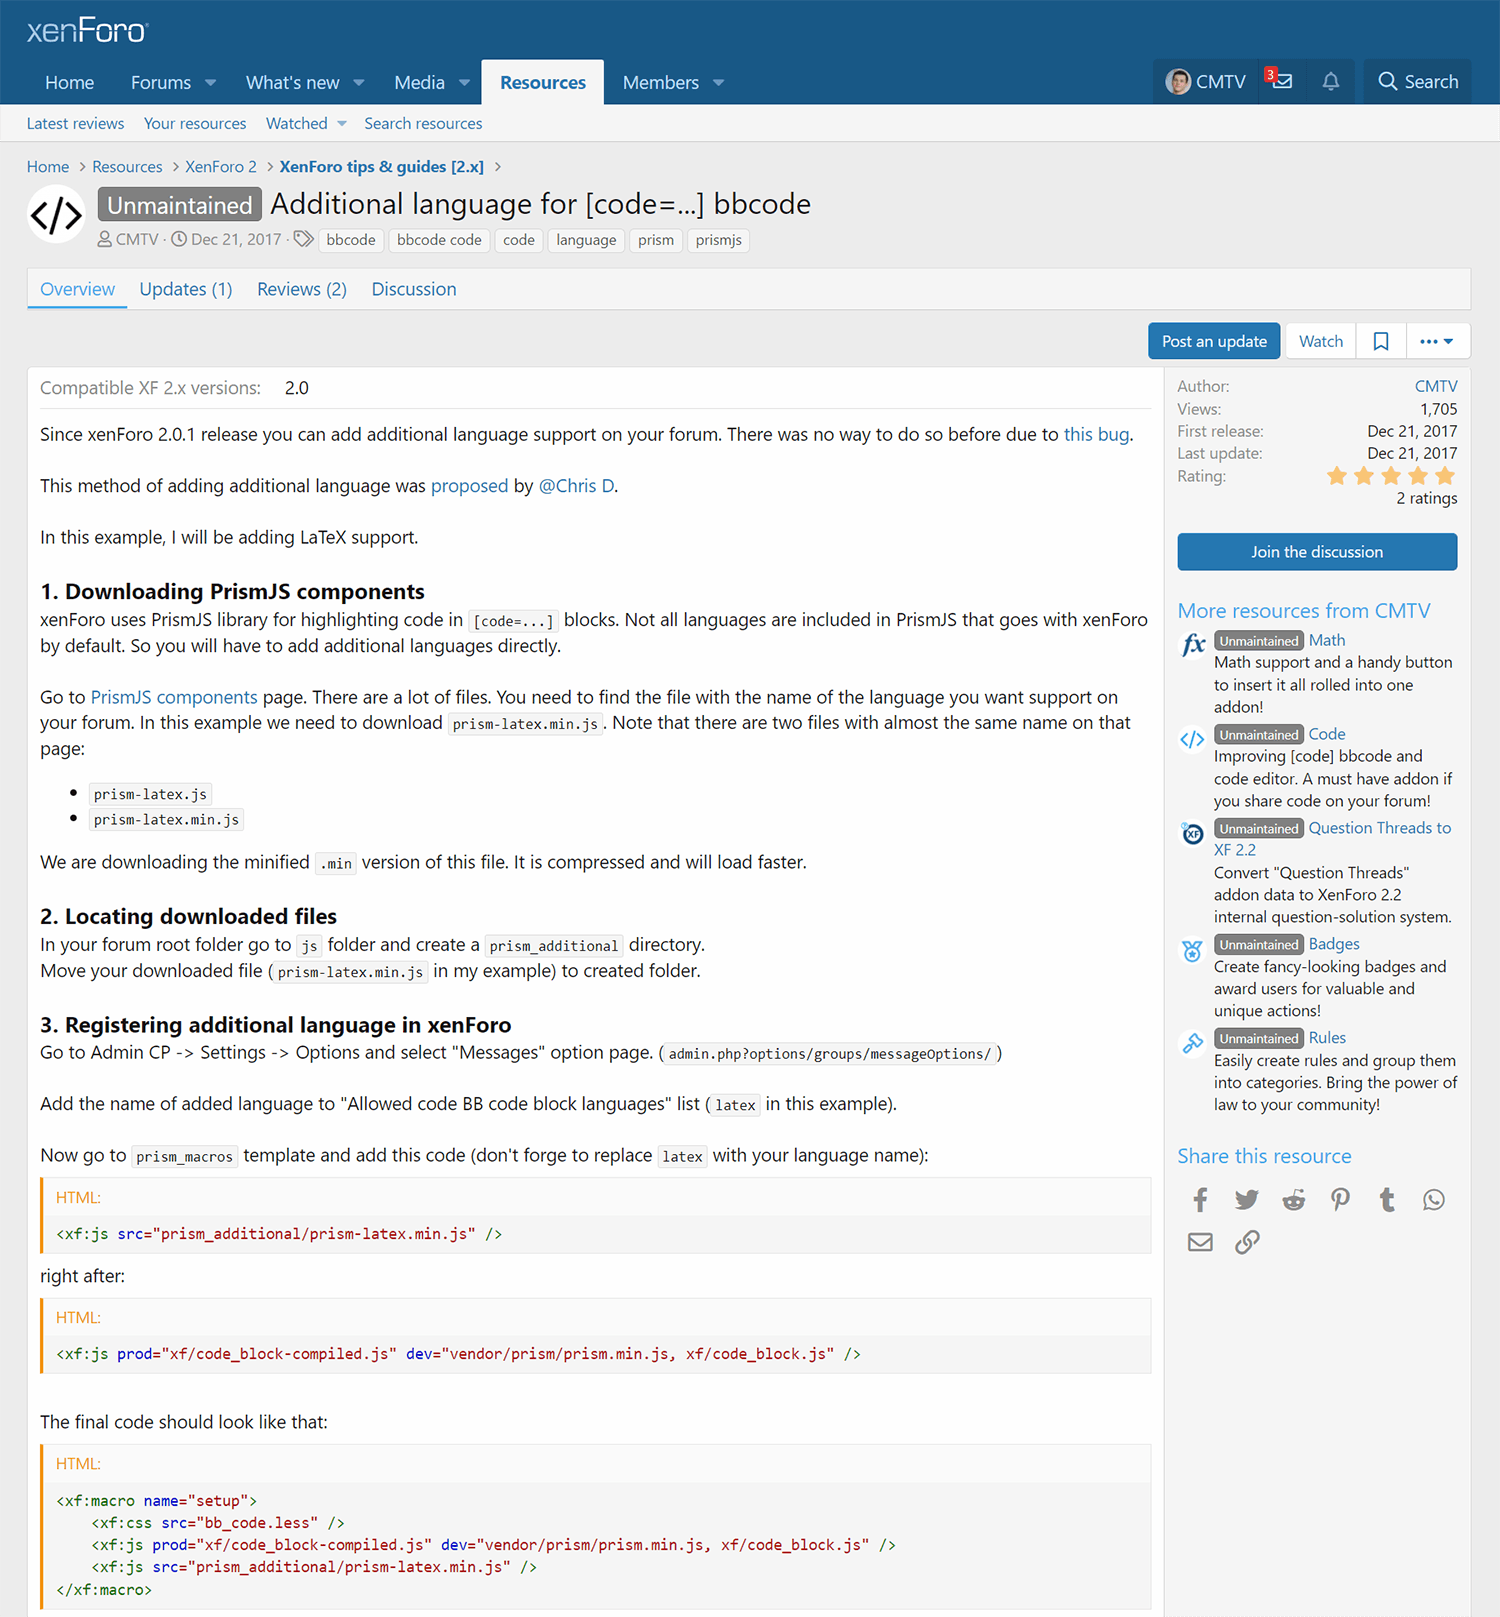 xenForo
Home Forums What's new Media Resources Members
CMTV 3 Search
Latest reviews Your resources Watched Search resources
Home > Resources > XenForo 2 > XenForo tips & guides [2.x] >
</> Unmaintained Additional language for [code=...] bbcode
CMTV · Dec 21, 2017 · bbcode bbcode code code language prism prismjs
Overview Updates (1) Reviews (2) Discussion
Post an update Watch •••
Compatible XF 2.x versions: 2.0
Since xenForo 2.0.1 release you can add additional language support on your forum. There was no way to do so before due to this bug.
This method of adding additional language was proposed by @Chris D.
In this example, I will be adding LaTeX support.
1. Downloading PrismJS components
xenForo uses PrismJS library for highlighting code in [code=...] blocks. Not all languages are included in PrismJS that goes with xenForo
by default. So you will have to add additional languages directly.
Go to PrismJS components page. There are a lot of files. You need to find the file with the name of the language you want support on
your forum. In this example we need to download prism-latex.min.js. Note that there are two files with almost the same name on that
page:
• prism-latex.js
• prism-latex.min.js
We are downloading the minified .min version of this file. It is compressed and will load faster.
2. Locating downloaded files
In your forum root folder go to js folder and create a prism_additional directory.
Move your downloaded file (prism-latex.min.js in my example) to created folder.
3. Registering additional language in xenForo
Go to Admin CP -> Settings -> Options and select "Messages" option page. (admin.php?options/groups/messageOptions/)
Add the name of added language to "Allowed code BB code block languages" list (latex in this example).
Now go to prism_macros template and add this code (don't forge to replace latex with your language name):
HTML:
<xf:js src="prism_additional/prism-latex.min.js" />
right after:
HTML:
<xf:js prod="xf/code_block-compiled.js" dev="vendor/prism/prism.min.js, xf/code_block.js" />
The final code should look like that:
HTML:
<xf:macro name="setup">
<xf:css src="bb_code.less" />
<xf:js prod="xf/code_block-compiled.js" dev="vendor/prism/prism.min.js, xf/code_block.js" />
<xf:js src="prism_additional/prism-latex.min.js" />
</xf:macro>
Author: CMTV
Views: 1,705
First release: Dec 21, 2017
Last update: Dec 21, 2017
Rating:
2 ratings
Join the discussion
More resources from CMTV
fx Unmaintained Math
Math support and a handy button
to insert it all rolled into one
addon!
</> Unmaintained Code
Improving [code] bbcode and
code editor. A must have addon if
you share code on your forum!
XF Unmaintained Question Threads to
XF 2.2
Convert "Question Threads"
addon data to XenForo 2.2
internal question-solution system.
Unmaintained Badges
Create fancy-looking badges and
award users for valuable and
unique actions!
Unmaintained Rules
Easily create rules and group them
into categories. Bring the power of
law to your community!
Share this resource